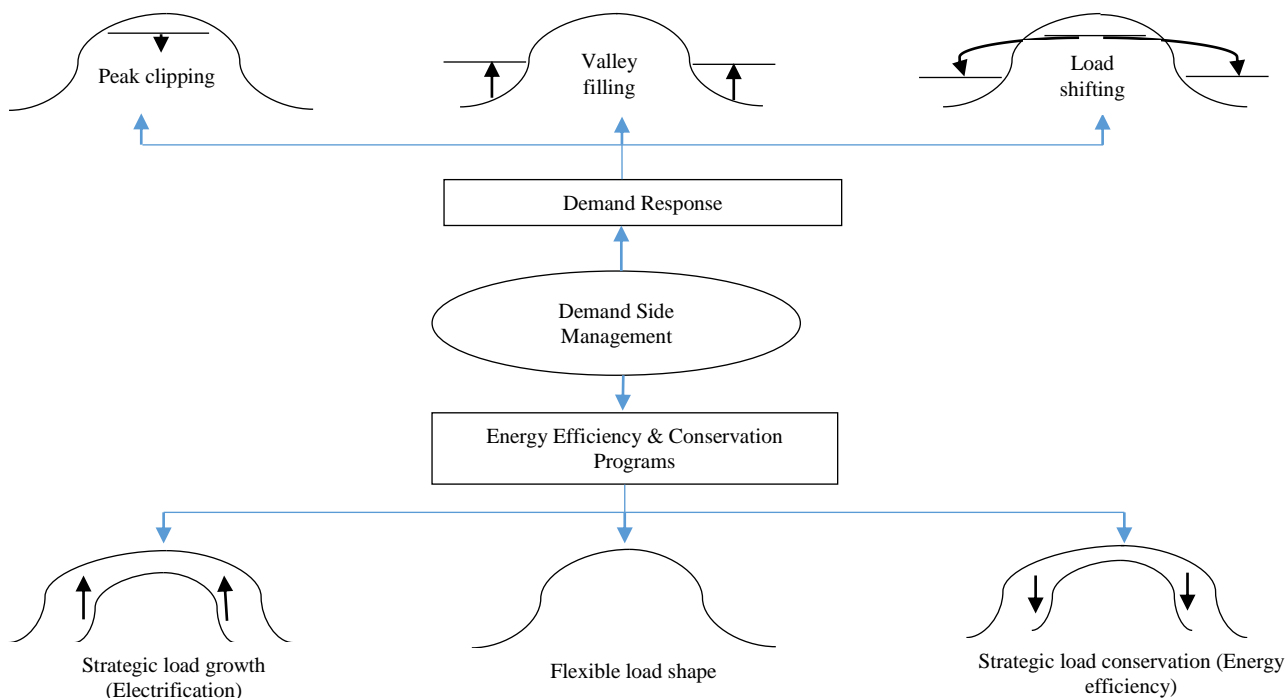 Peak clipping
Valley
filling
Load
shifting
Demand Response
Demand Side
Management
Energy Efficiency & Conservation
Programs
Strategic load growth
(Electrification)
Flexible load shape
Strategic load conservation (Energy
efficiency)